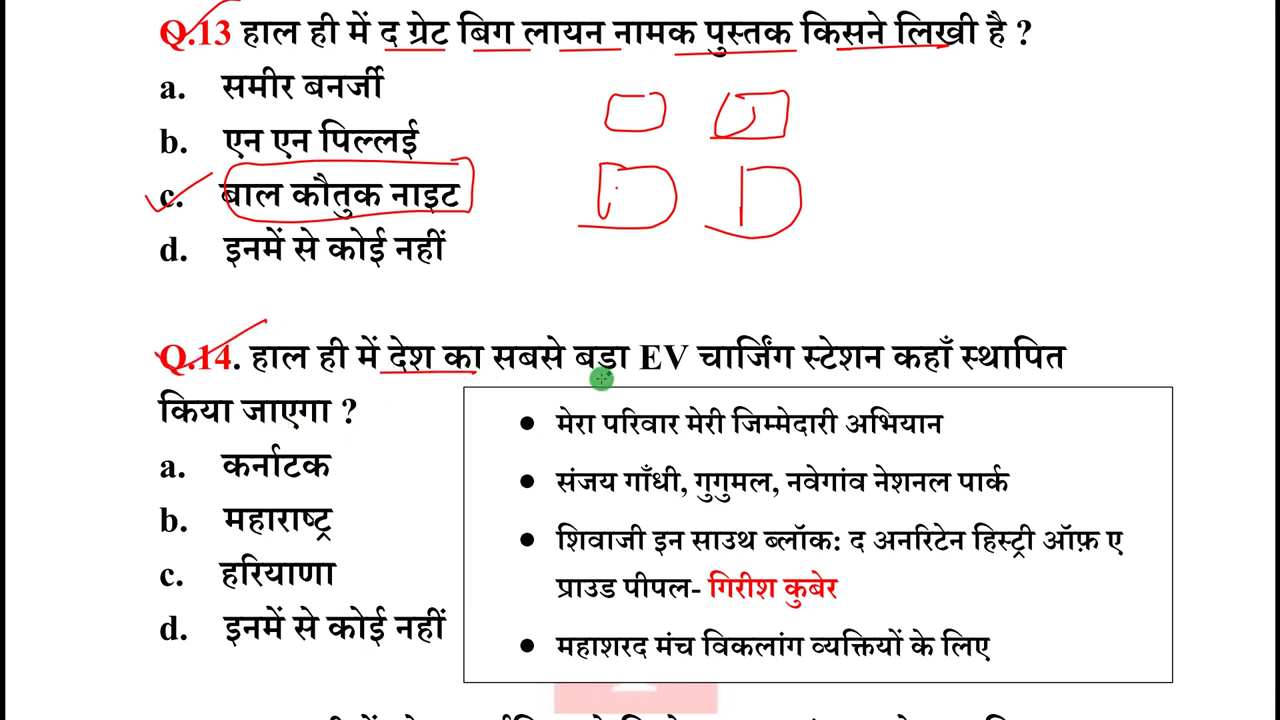 Q.13 हाल ही में द ग्रेट बिग लायन नामक पुस्तक किसने लिखी है ?
a. समीर बनर्जी
b. एन एन पिल्लई
c. बाल कौतुक नाइट
d. इनमें से कोई नहीं
Q.14. हाल ही में देश का सबसे बड़ा EV चार्जिंग स्टेशन कहाँ स्थापित
किया जाएगा ?
a. कर्नाटक
b. महाराष्ट्र
c. हरियाणा
d. इनमें से कोई नहीं
• मेरा परिवार मेरी जिम्मेदारी अभियान
• संजय गाँधी, गुगुमल, नवेगांव नेशनल पार्क
• शिवाजी इन साउथ ब्लॉक: द अनरिटेन हिस्ट्री ऑफ़ ए
प्राउड पीपल- गिरीश कुबेर
• महाशरद मंच विकलांग व्यक्तियों के लिए